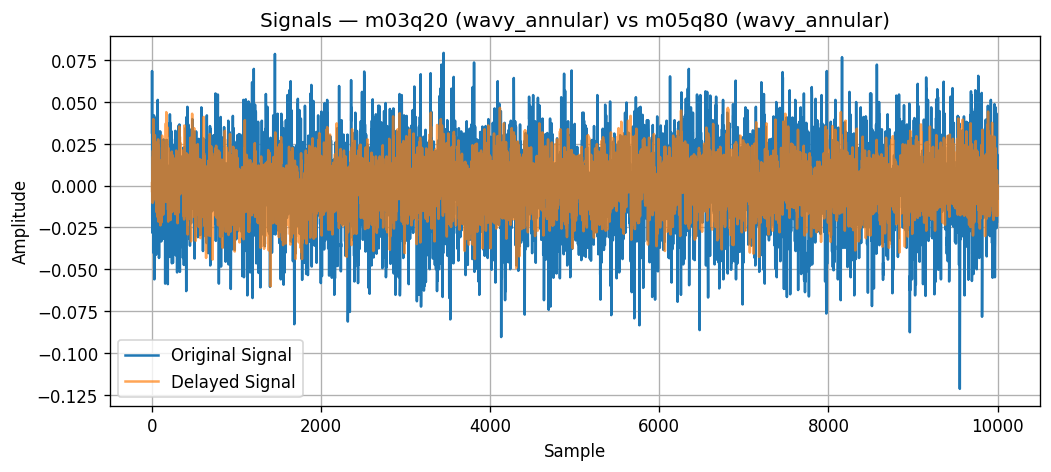 Signals — m03q20 (wavy_annular) vs m05q80 (wavy_annular)
0.075
0.050
0.025
0.000
−0.025
−0.050
−0.075
−0.100
−0.125
Amplitude
Original Signal
Delayed Signal
0 2000 4000 6000 8000 10000
Sample